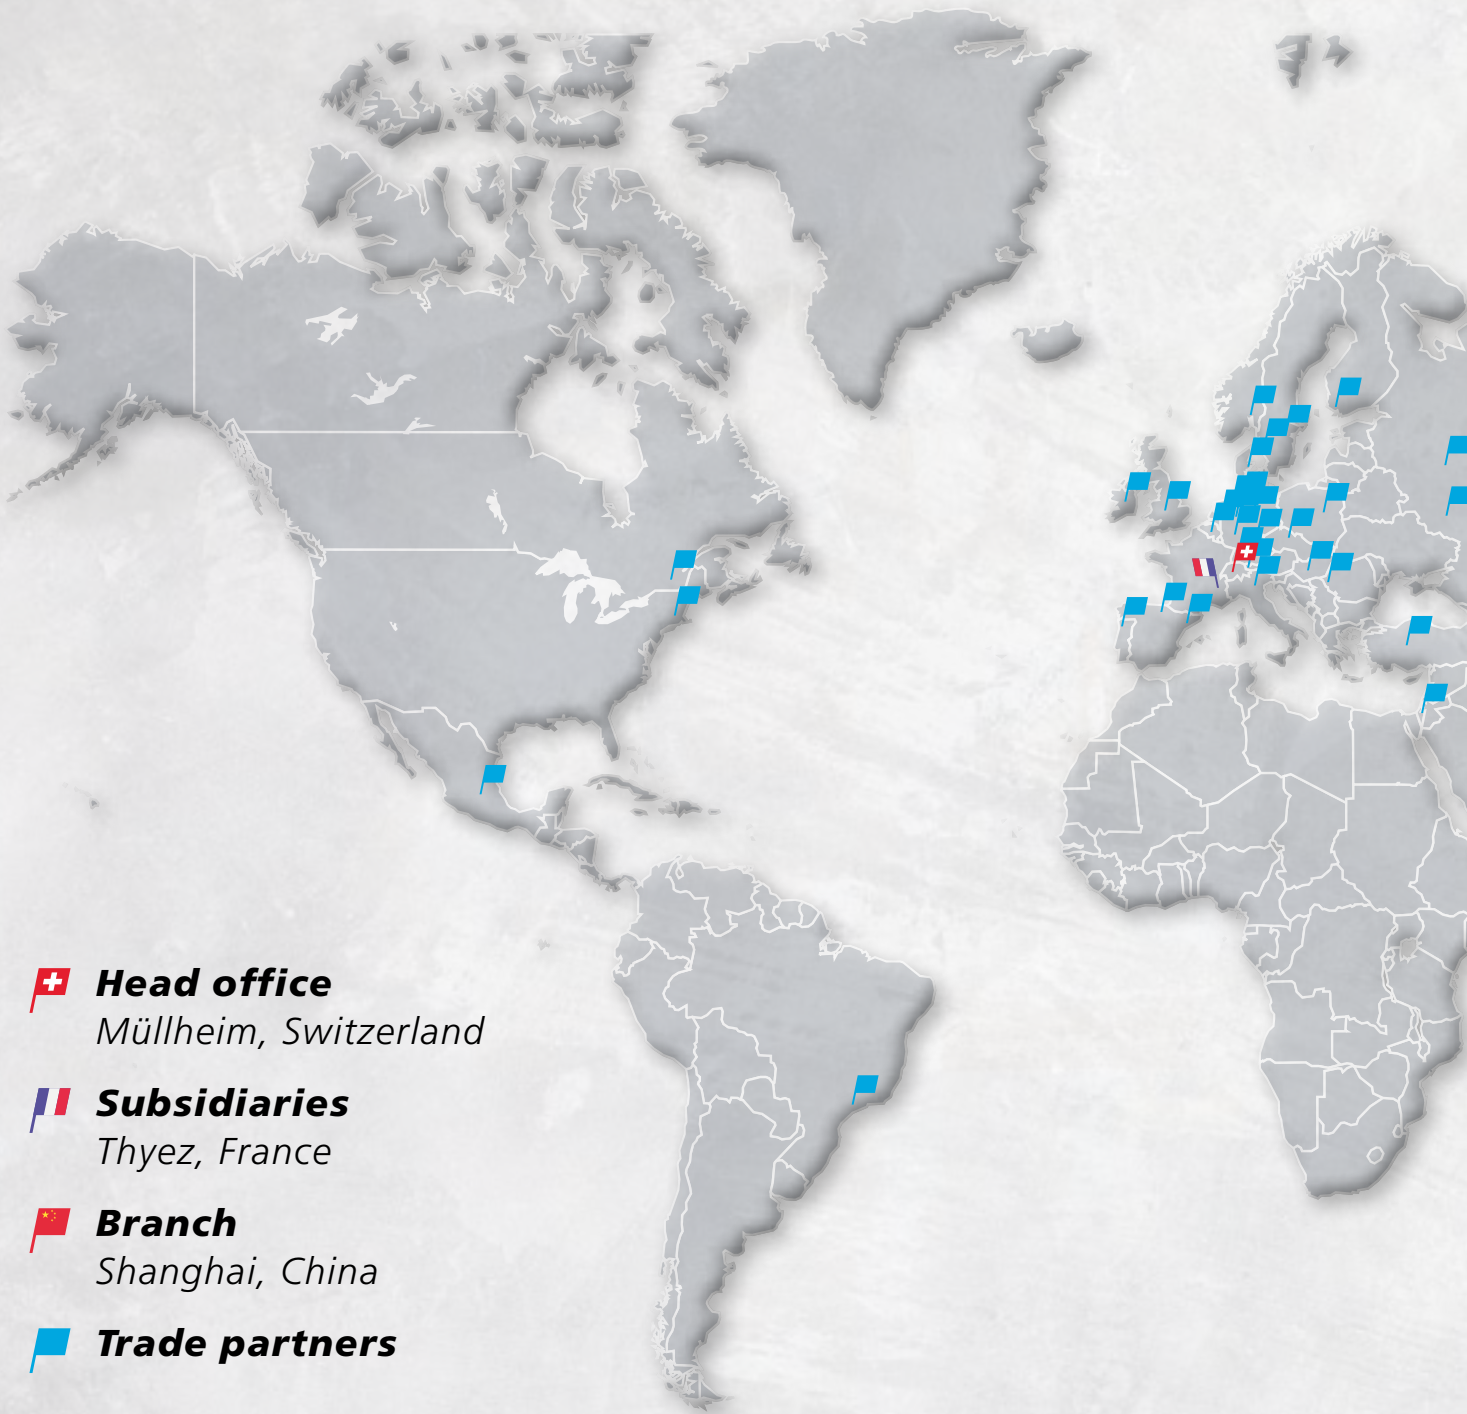 Head office
Müllheim, Switzerland
Subsidiaries
Thyez, France
Branch
Shanghai, China
Trade partners